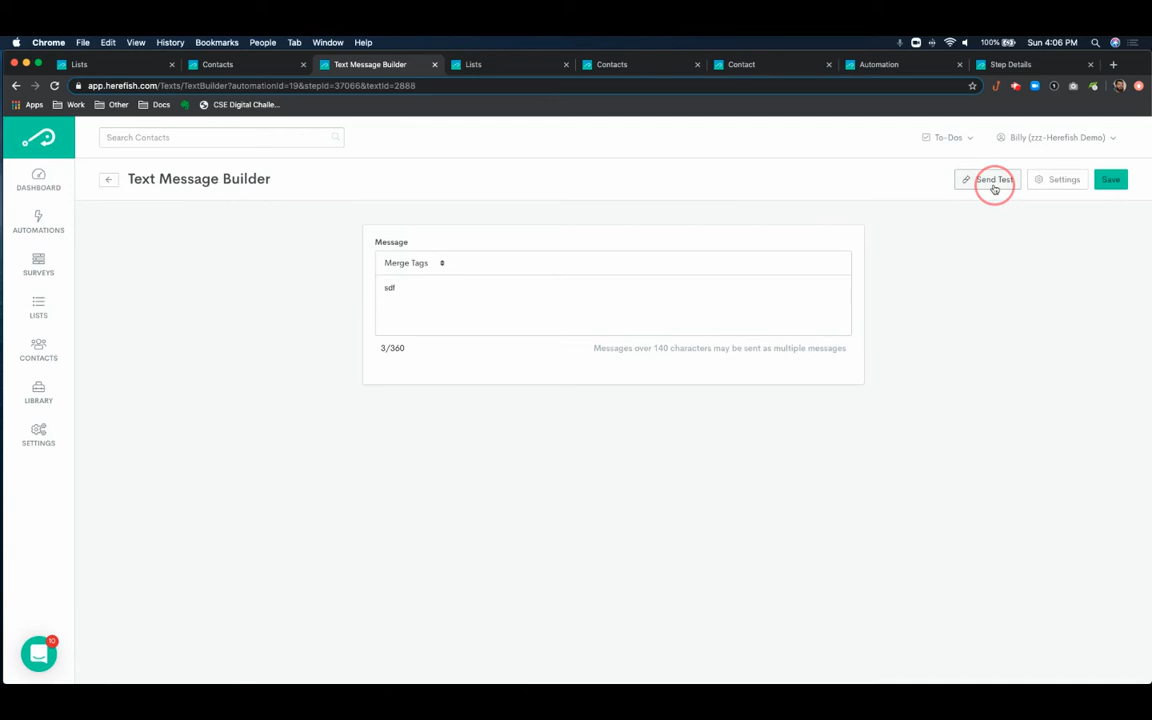 Chrome File Edit View History Bookmarks People Tab Window Help 100% Sun 4:06 PM
Lists Contacts Text Message Builder Lists Contacts Contact Automation Step Details
app.herefish.com/Texts/TextBuilder?automationId=19&stepId=37066&textId=2888
Apps Work Other Docs CSE Digital Challe...
Search Contacts To-Dos Billy (zzz-Herefish Demo)
Text Message Builder Send Test Settings Save
DASHBOARD
AUTOMATIONS
SURVEYS
LISTS
CONTACTS
LIBRARY
SETTINGS
Message
Merge Tags
sdf
3/360 Messages over 140 characters may be sent as multiple messages
10